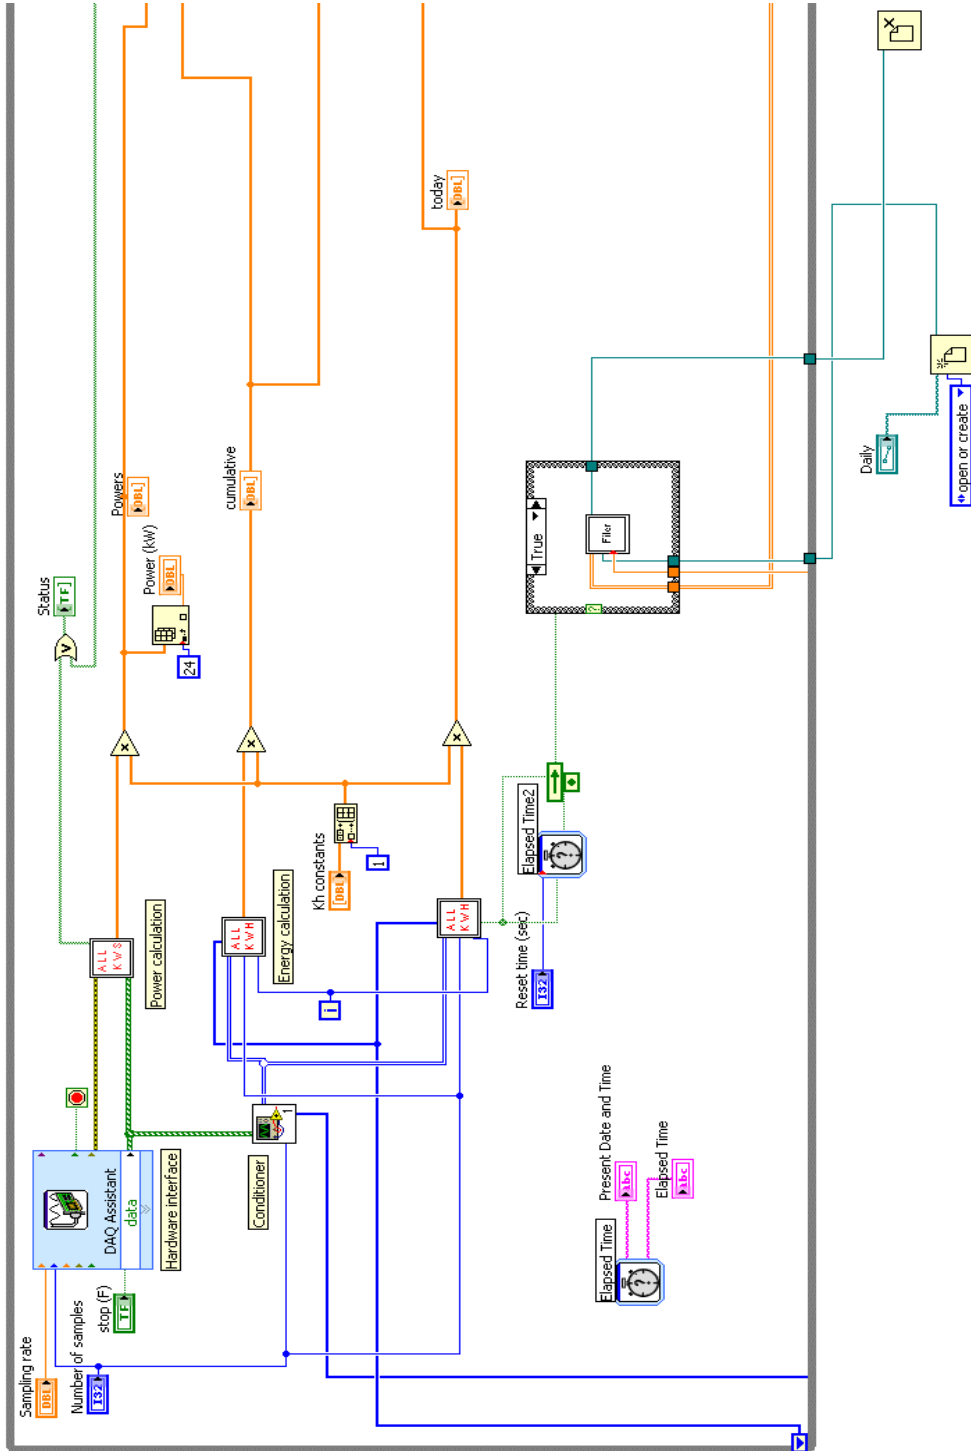 Sampling rate
DBL
Number of samples
I32
stop (F)
TF
DAQ Assistant
data
Hardware interface
Conditioner
1
Power calculation
ALL
KWS
Energy calculation
ALL
KWH
ALL
KWH
i
Kh constants
[DBL]
1
Status
TF]
Powers
DBL]
Power (kW)
DBL
24
cumulative
DBL]
today
DBL]
Elapsed Time
Present Date and Time
abc
Elapsed Time
abc
Reset time (sec)
I32
Elapsed Time2
?
True
?
Filer
Daily
open or create